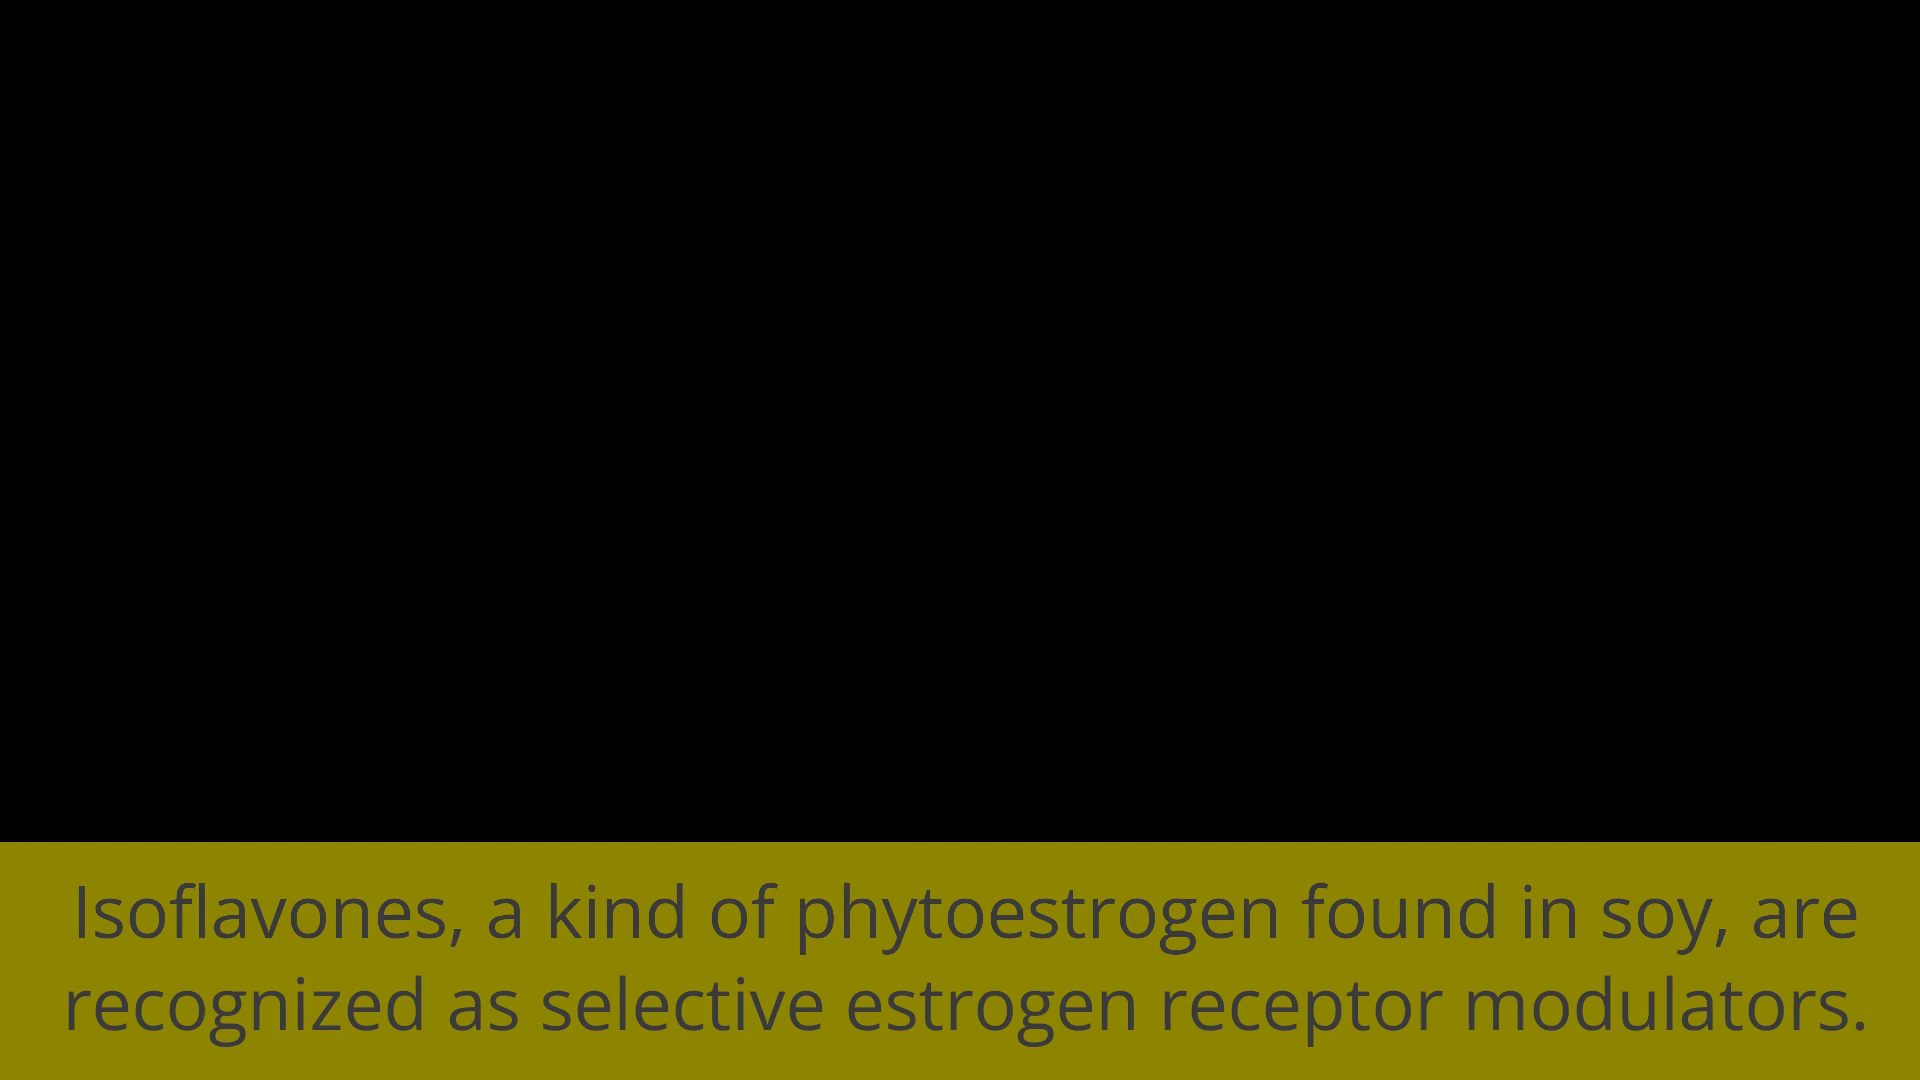 Isoflavones, a kind of phytoestrogen found in soy, are
recognized as selective estrogen receptor modulators.